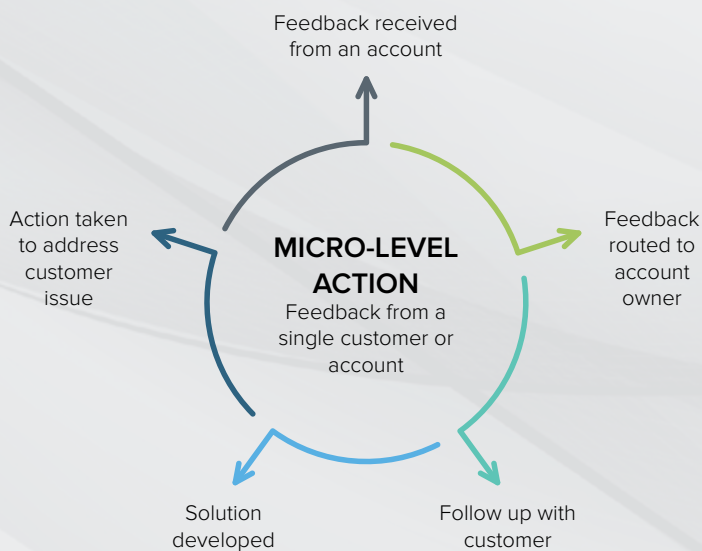 Feedback received
from an account
Feedback
routed to
account
owner
Follow up with
customer
Solution
developed
Action taken
to address
customer
issue
MICRO-LEVEL
ACTION
Feedback from a
single customer or
account